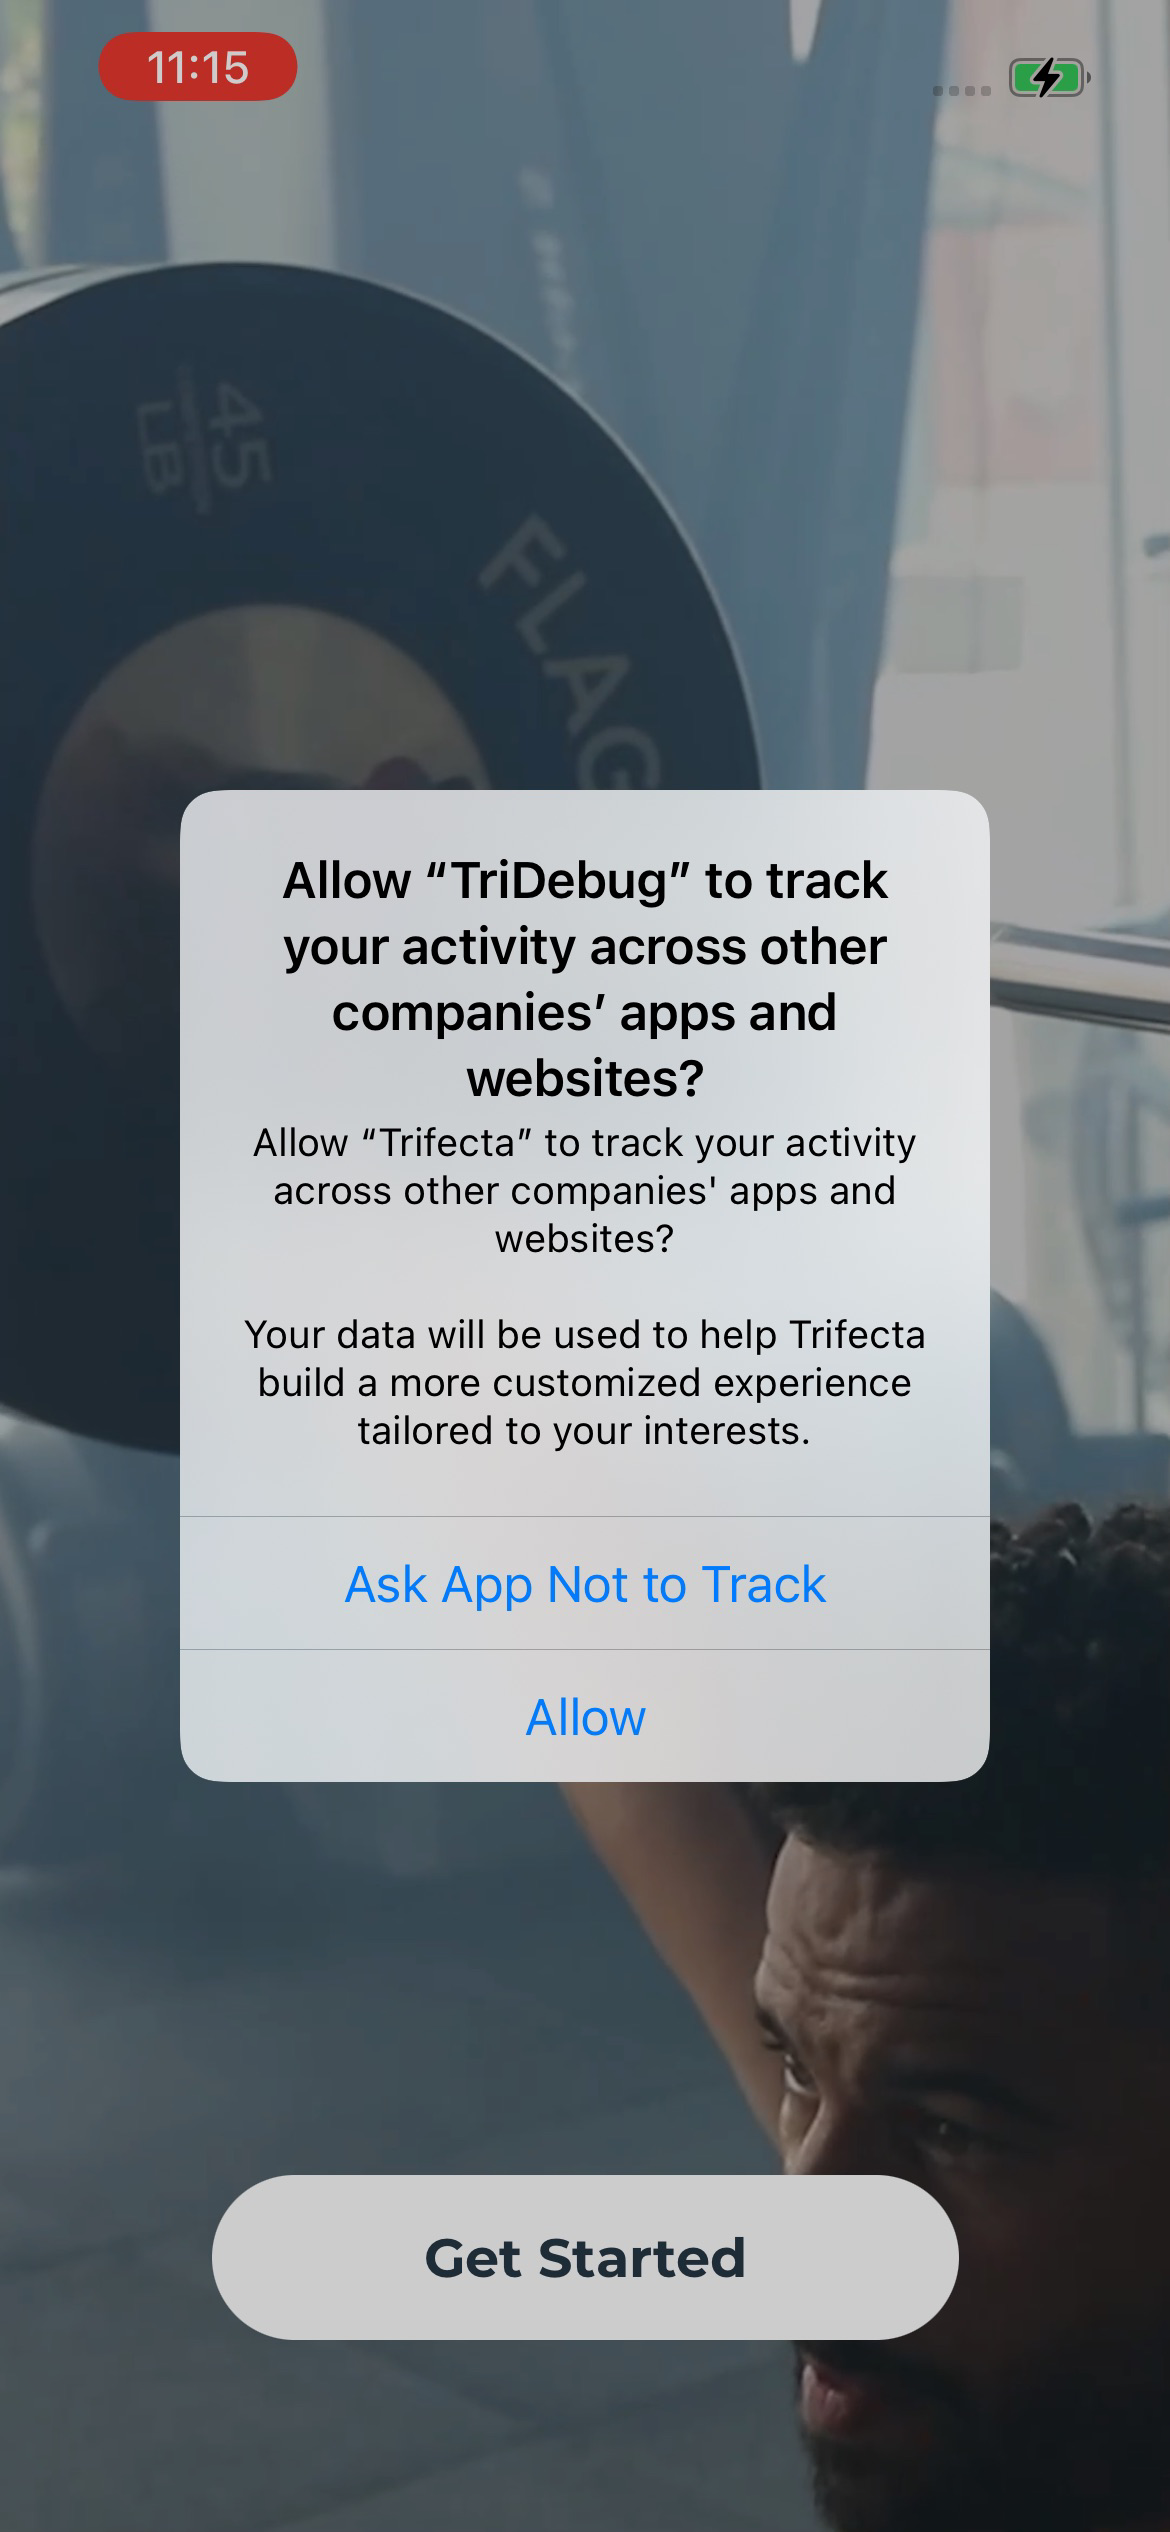 11:15
45
LB
FLAG
Allow “TriDebug” to track
your activity across other
companies’ apps and
websites?
Allow “Trifecta” to track your activity
across other companies' apps and
websites?
Your data will be used to help Trifecta
build a more customized experience
tailored to your interests.
Ask App Not to Track
Allow
Get Started